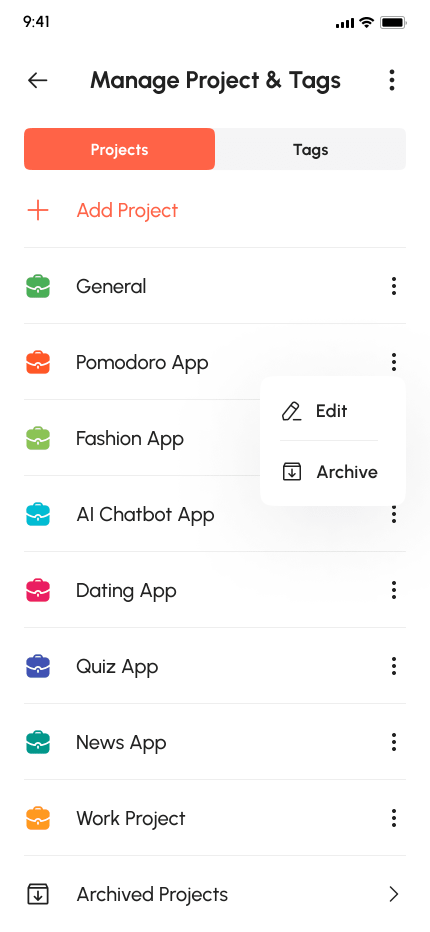 9:41
Manage Project & Tags
Projects
Tags
Add Project
General
Pomodoro App
Edit
Fashion App
Archive
AI Chatbot App
Dating App
Quiz App
News App
Work Project
Archived Projects